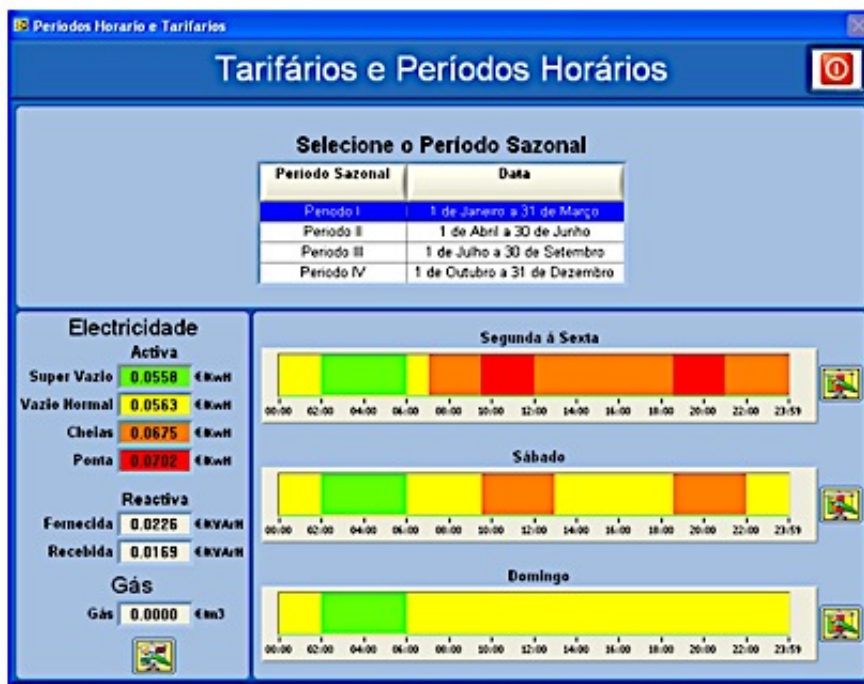 Periodos Horario e Tarifarios
Tarifários e Períodos Horários
Selecione o Período Sazonal
Periodo Sazonal Data
Periodo I 1 de Janeiro a 31 de Março
Periodo II 1 de Abril a 30 de Junho
Periodo III 1 de Julho a 30 de Setembro
Periodo IV 1 de Outubro a 31 de Dezembro
Electricidade
Activa
Super Vazio 0,0558 €/KwH
Vazio Normal 0,0563 €/KwH
Cheias 0,0675 €/KwH
Ponta 0,0702 €/KwH
Reactiva
Fornecida 0,0226 €/KVArH
Recebida 0,0169 €/KVArH
Gás
Gás 0,0000 €/m3
Segunda á Sexta
00:00 02:00 04:00 06:00 08:00 10:00 12:00 14:00 16:00 18:00 20:00 22:00 23:59
Sábado
00:00 02:00 04:00 06:00 08:00 10:00 12:00 14:00 16:00 18:00 20:00 22:00 23:59
Domingo
00:00 02:00 04:00 06:00 08:00 10:00 12:00 14:00 16:00 18:00 20:00 22:00 23:59